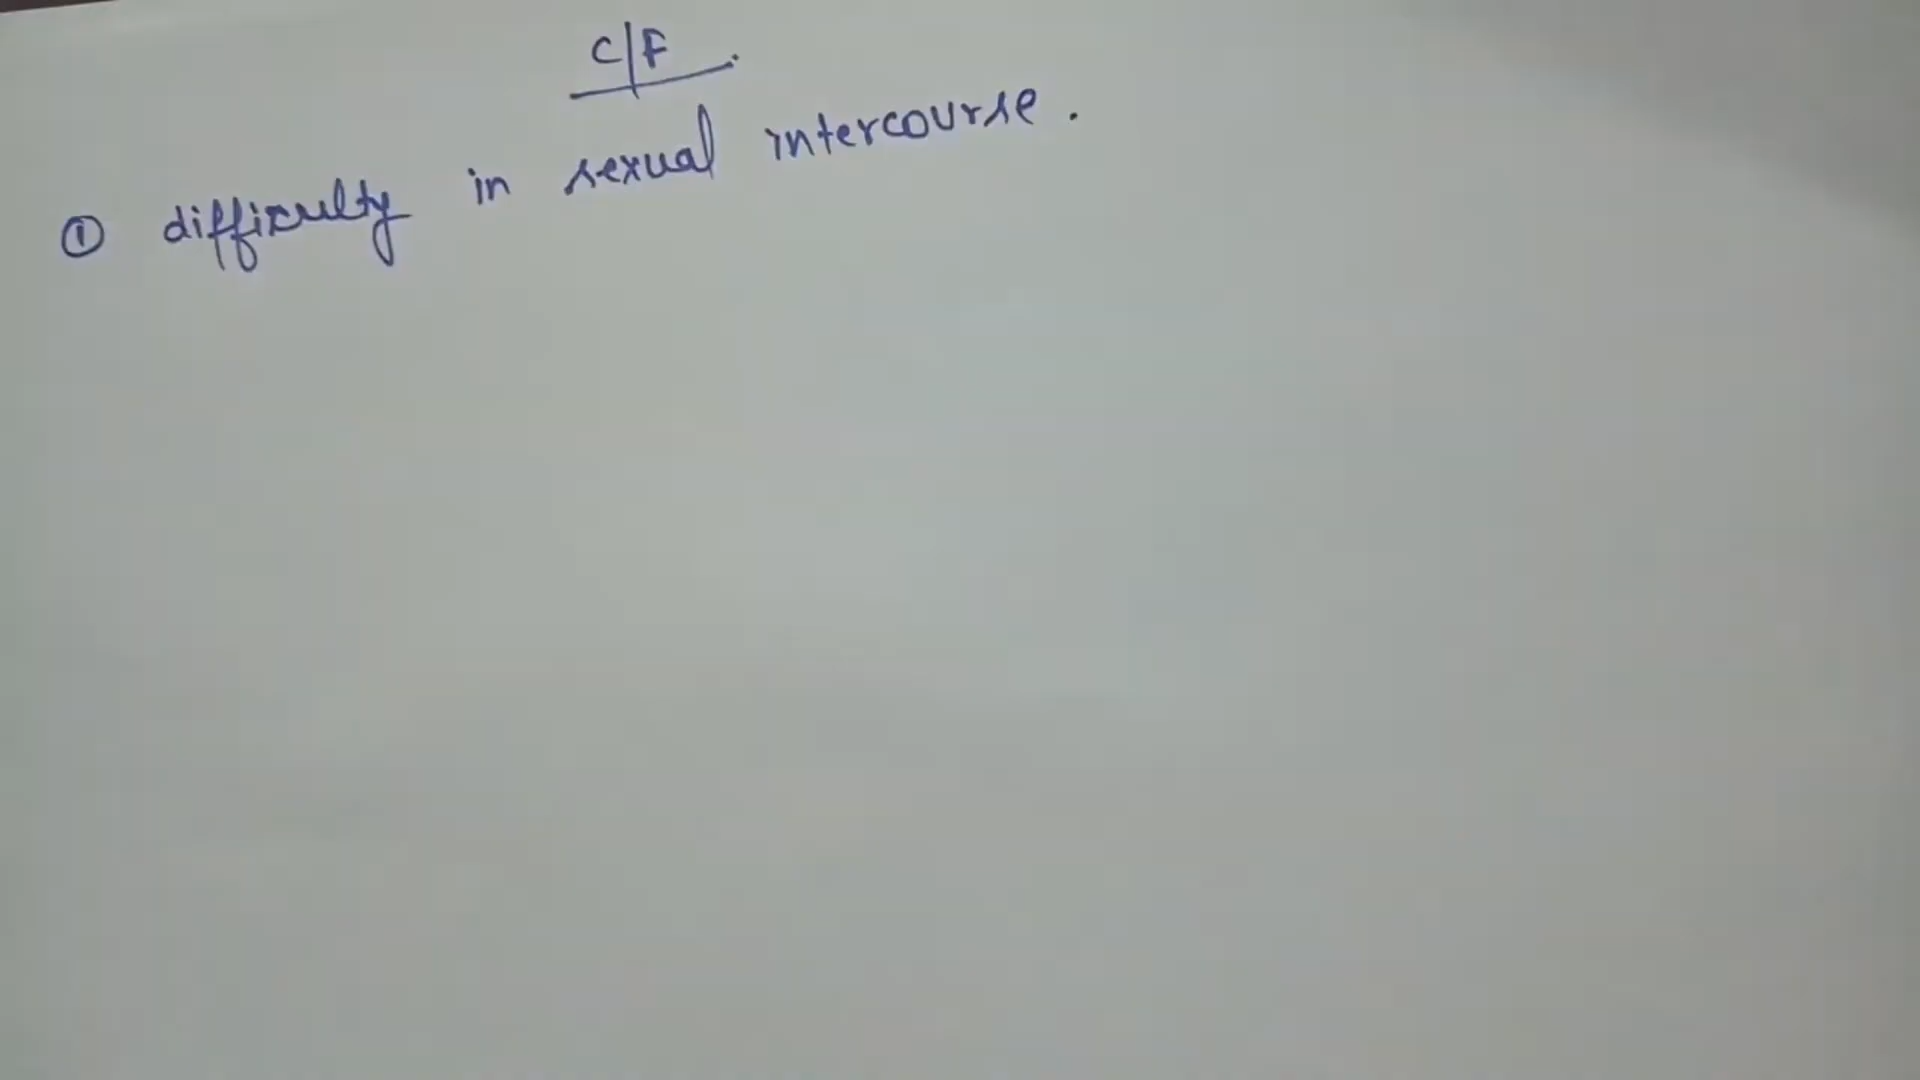 C/F.
① difficulty in sexual intercourse.